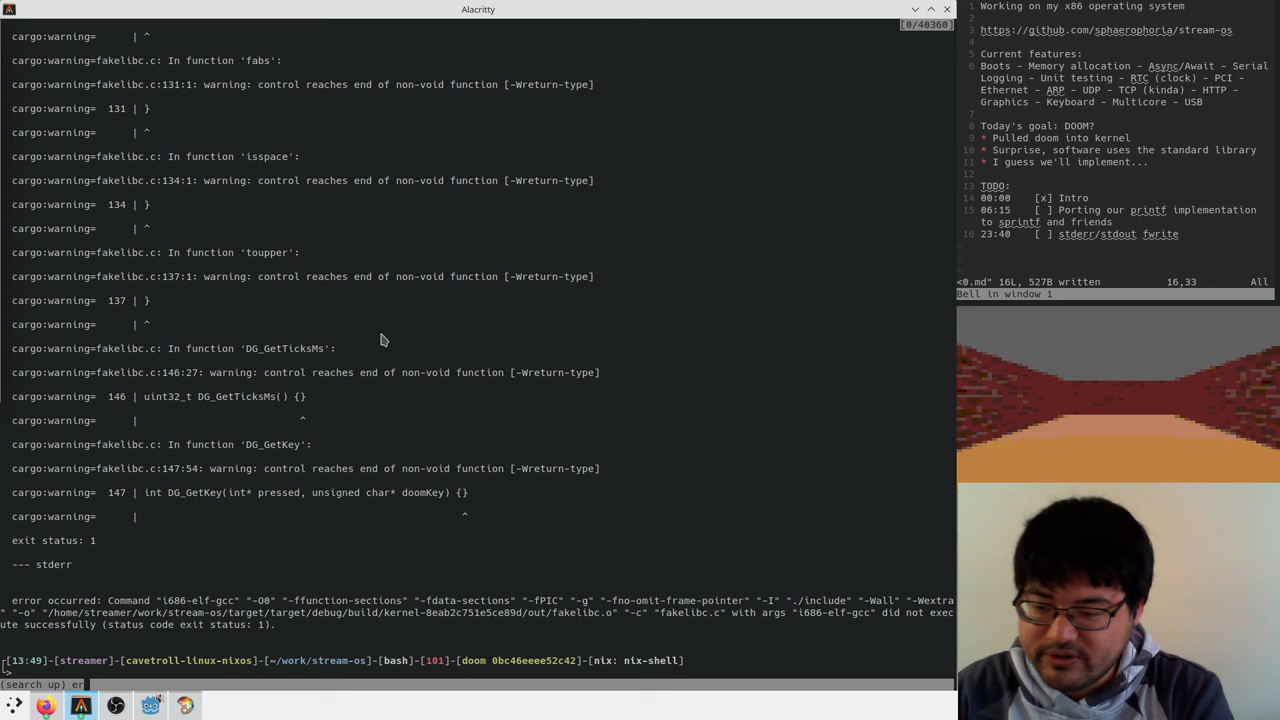 Alacritty
[0/40360]
cargo:warning=      | ^
cargo:warning=fakelibc.c: In function 'fabs':
cargo:warning=fakelibc.c:131:1: warning: control reaches end of non-void function [-Wreturn-type]
cargo:warning=  131 | }
cargo:warning=      | ^
cargo:warning=fakelibc.c: In function 'isspace':
cargo:warning=fakelibc.c:134:1: warning: control reaches end of non-void function [-Wreturn-type]
cargo:warning=  134 | }
cargo:warning=      | ^
cargo:warning=fakelibc.c: In function 'toupper':
cargo:warning=fakelibc.c:137:1: warning: control reaches end of non-void function [-Wreturn-type]
cargo:warning=  137 | }
cargo:warning=      | ^
cargo:warning=fakelibc.c: In function 'DG_GetTicksMs':
cargo:warning=fakelibc.c:146:27: warning: control reaches end of non-void function [-Wreturn-type]
cargo:warning=  146 | uint32_t DG_GetTicksMs() {}
cargo:warning=      |                           ^
cargo:warning=fakelibc.c: In function 'DG_GetKey':
cargo:warning=fakelibc.c:147:54: warning: control reaches end of non-void function [-Wreturn-type]
cargo:warning=  147 | int DG_GetKey(int* pressed, unsigned char* doomKey) {}
cargo:warning=      |                                                      ^
exit status: 1
--- stderr
error occurred: Command "i686-elf-gcc" "-O0" "-ffunction-sections" "-fdata-sections" "-fPIC" "-g" "-fno-omit-frame-pointer" "-I" "./include" "-Wall" "-Wextra
" "-o" "/home/streamer/work/stream-os/target/target/debug/build/kernel-8eab2c751e5ce89d/out/fakelibc.o" "-c" "fakelibc.c" with args "i686-elf-gcc" did not exec
ute successfully (status code exit status: 1).
┌[13:49]-[streamer]-[cavetroll-linux-nixos]-[~/work/stream-os]-[bash]-[101]-[doom 0bc46eeee52c42]-[nix: nix-shell]
└>
(search up) er
1 Working on my x86 operating system
2
3 https://github.com/sphaerophoria/stream-os
4
5 Current features:
6 Boots - Memory allocation - Async/Await - Serial
Logging - Unit testing - RTC (clock) - PCI -
Ethernet - ARP - UDP - TCP (kinda) - HTTP -
Graphics - Keyboard - Multicore - USB
7
8 Today's goal: DOOM?
9 * Pulled doom into kernel
10 * Surprise, software uses the standard library
11 * I guess we'll implement...
12
13 TODO:
14 00:00    [x] Intro
15 06:15    [ ] Porting our printf implementation
to sprintf and friends
16 23:40    [ ] stderr/stdout fwrite
~
~
<0.md" 16L, 527B written    16,33    All
Bell in window 1